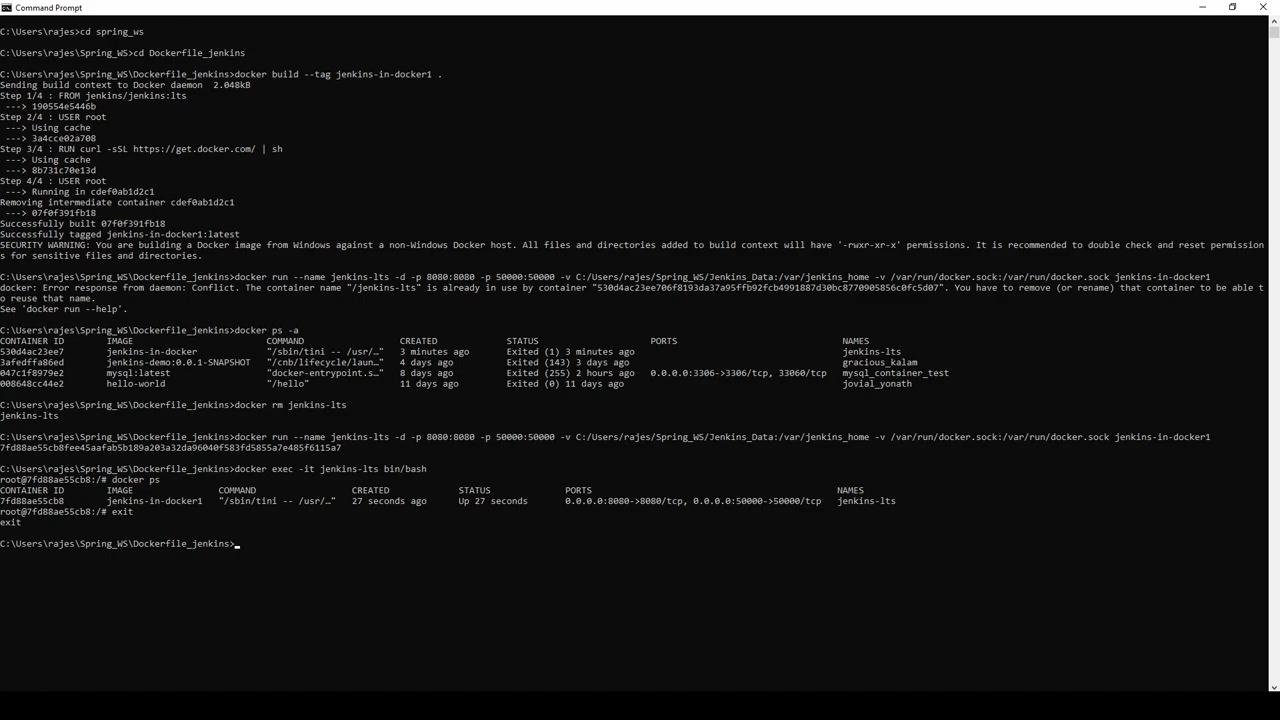 Command Prompt
C:\Users\rajes>cd spring_ws
C:\Users\rajes\Spring_WS>cd Dockerfile_jenkins
C:\Users\rajes\Spring_WS\Dockerfile_jenkins>docker build --tag jenkins-in-docker1 .
Sending build context to Docker daemon  2.048kB
Step 1/4 : FROM jenkins/jenkins:lts
 ---> 190554e5446b
Step 2/4 : USER root
 ---> Using cache
 ---> 3a4cce02a708
Step 3/4 : RUN curl -sSL https://get.docker.com/ | sh
 ---> Using cache
 ---> 8b731c70e13d
Step 4/4 : USER root
 ---> Running in cdef0ab1d2c1
Removing intermediate container cdef0ab1d2c1
 ---> 07f0f391fb18
Successfully built 07f0f391fb18
Successfully tagged jenkins-in-docker1:latest
SECURITY WARNING: You are building a Docker image from Windows against a non-Windows Docker host. All files and directories added to build context will have '-rwxr-xr-x' permissions. It is recommended to double check and reset permission
s for sensitive files and directories.
C:\Users\rajes\Spring_WS\Dockerfile_jenkins>docker run --name jenkins-lts -d -p 8080:8080 -p 50000:50000 -v C:/Users/rajes/Spring_WS/Jenkins_Data:/var/jenkins_home -v /var/run/docker.sock:/var/run/docker.sock jenkins-in-docker1
docker: Error response from daemon: Conflict. The container name "/jenkins-lts" is already in use by container "530d4ac23ee706f8193da37a95ffb92fcb4991887d30bc8770905856c0fc5d07". You have to remove (or rename) that container to be able t
o reuse that name.
See 'docker run --help'.
C:\Users\rajes\Spring_WS\Dockerfile_jenkins>docker ps -a
CONTAINER ID        IMAGE                         COMMAND                  CREATED             STATUS                     PORTS                               NAMES
530d4ac23ee7        jenkins-in-docker             "/sbin/tini -- /usr/…"   3 minutes ago       Exited (1) 3 minutes ago                                       jenkins-lts
3afedffa86ed        jenkins-demo:0.0.1-SNAPSHOT   "/cnb/lifecycle/laun…"   4 days ago          Exited (143) 3 days ago                                        gracious_kalam
047c1f8979e2        mysql:latest                  "docker-entrypoint.s…"   8 days ago          Exited (255) 2 hours ago   0.0.0.0:3306->3306/tcp, 33060/tcp   mysql_container_test
008648cc44e2        hello-world                   "/hello"                 11 days ago         Exited (0) 11 days ago                                         jovial_yonath
C:\Users\rajes\Spring_WS\Dockerfile_jenkins>docker rm jenkins-lts
jenkins-lts
C:\Users\rajes\Spring_WS\Dockerfile_jenkins>docker run --name jenkins-lts -d -p 8080:8080 -p 50000:50000 -v C:/Users/rajes/Spring_WS/Jenkins_Data:/var/jenkins_home -v /var/run/docker.sock:/var/run/docker.sock jenkins-in-docker1
7fd88ae55cb8fee45aafab5b189a203a32da96040f583fd5855a7e485f6115a7
C:\Users\rajes\Spring_WS\Dockerfile_jenkins>docker exec -it jenkins-lts bin/bash
root@7fd88ae55cb8:/# docker ps
CONTAINER ID        IMAGE                COMMAND                  CREATED             STATUS              PORTS                                              NAMES
7fd88ae55cb8        jenkins-in-docker1   "/sbin/tini -- /usr/…"   27 seconds ago      Up 27 seconds       0.0.0.0:8080->8080/tcp, 0.0.0.0:50000->50000/tcp   jenkins-lts
root@7fd88ae55cb8:/# exit
exit
C:\Users\rajes\Spring_WS\Dockerfile_jenkins>